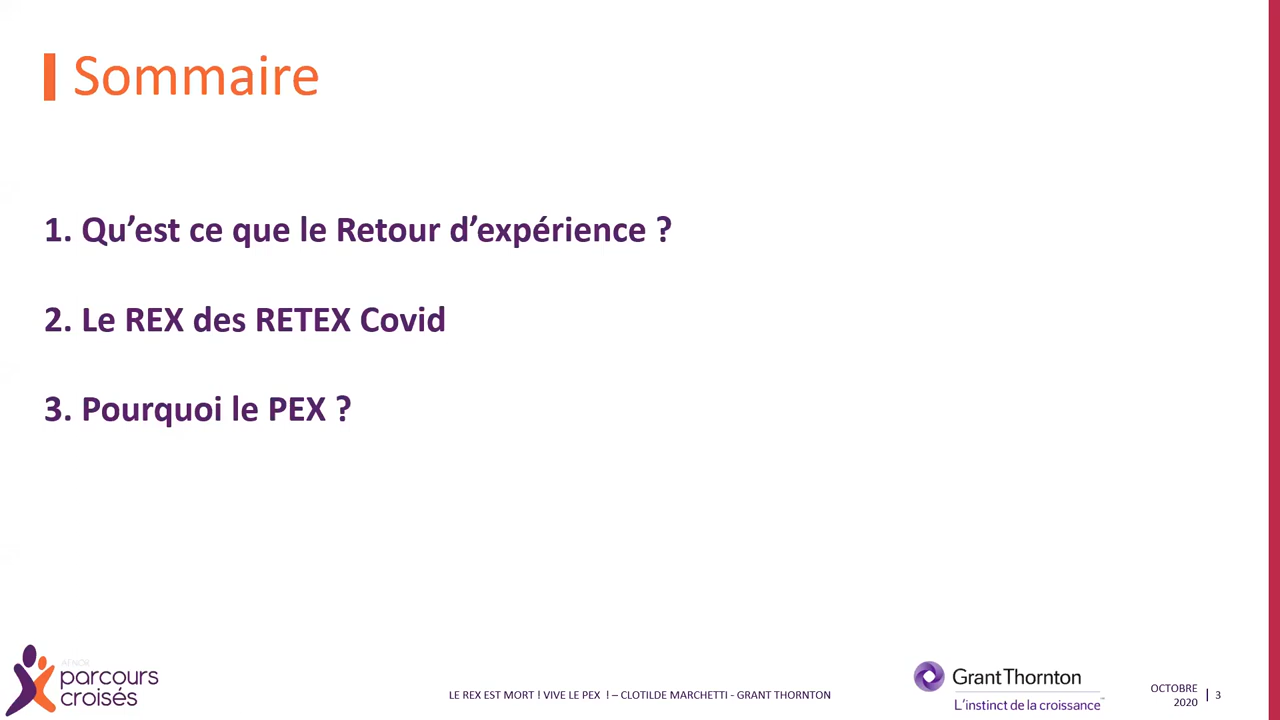 Sommaire
1. Qu’est ce que le Retour d’expérience ?
2. Le REX des RETEX Covid
3. Pourquoi le PEX ?
AFNOR
parcours
croisés
LE REX EST MORT ! VIVE LE PEX  ! – CLOTILDE MARCHETTI - GRANT THORNTON
Grant Thornton
L’instinct de la croissance™
OCTOBRE
2020
3